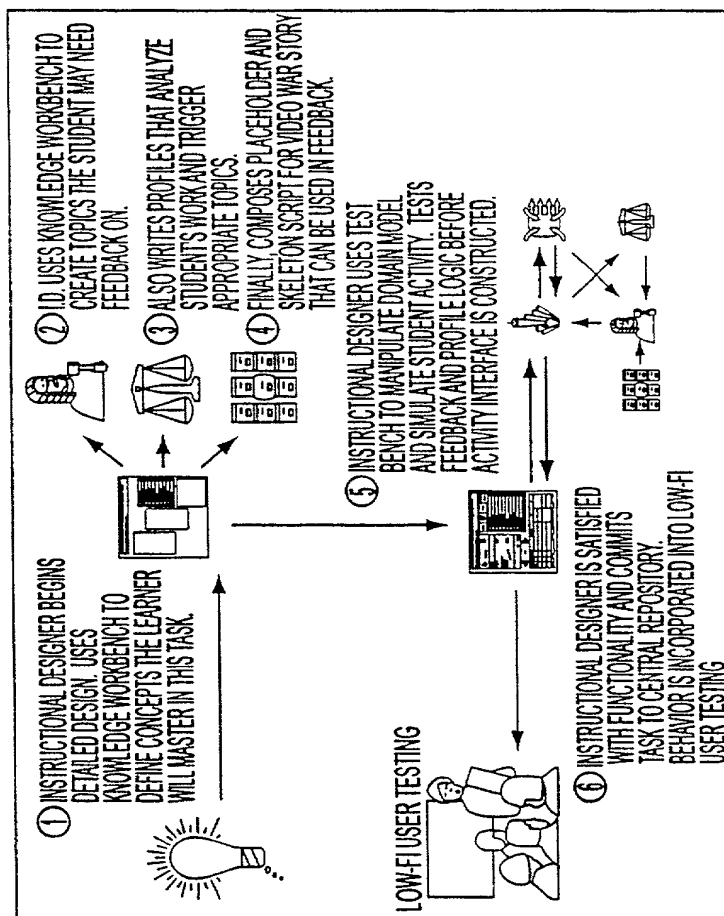 ① INSTRUCTIONAL DESIGNER BEGINS
DETAILED DESIGN. USES
KNOWLEDGE WORKBENCH TO
DEFINE CONCEPTS THE LEARNER
WILL MASTER IN THIS TASK.
② I.D. USES KNOWLEDGE WORKBENCH TO
CREATE TOPICS THE STUDENT MAY NEED
FEEDBACK ON.
③ ALSO WRITES PROFILES THAT ANALYZE
STUDENTS WORK AND TRIGGER
APPROPRIATE TOPICS.
④ FINALLY, COMPOSES PLACEHOLDER AND
SKELETON SCRIPT FOR VIDEO WAR STORY
THAT CAN BE USED IN FEEDBACK.
⑤ INSTRUCTIONAL DESIGNER USES TEST
BENCH TO MANIPULATE DOMAIN MODEL
AND SIMULATE STUDENT ACTIVITY. TESTS
FEEDBACK AND PROFILE LOGIC BEFORE
ACTIVITY INTERFACE IS CONSTRUCTED.
LOW-FI USER TESTING
⑥ INSTRUCTIONAL DESIGNER IS SATISFIED
WITH FUNCTIONALITY AND COMMITS
TASK TO CENTRAL REPOSITORY.
BEHAVIOR IS INCORPORATED INTO LOW-FI
USER TESTING